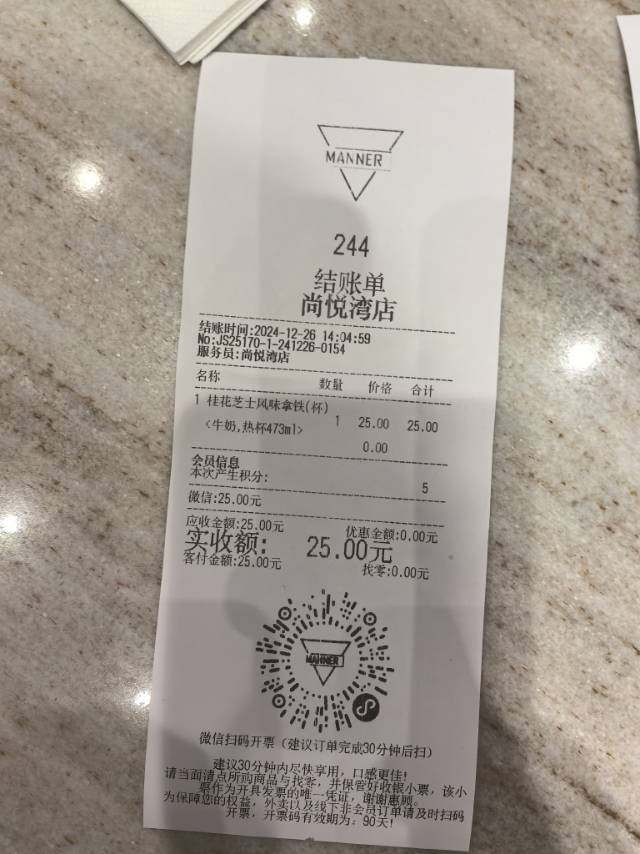 MANNER
244
结账单
尚悦湾店
结账时间:2024-12-26 14:04:59
No:JS25170-1-241226-0154
服务员:尚悦湾店
名称 数量 价格 合计
1 桂花芝士风味拿铁(杯) 1 25.00 25.00
<牛奶,热杯473ml>
0.00
会员信息
本次产生积分: 5
微信:25.00元
应收金额:25.00元 优惠金额:0.00元
实收额: 25.00元
客付金额:25.00元 找零:0.00元
MANNER
微信扫码开票（建议订单完成30分钟后扫）
建议30分钟内尽快享用，口感更佳!
请当面清点所购商品与找零，并保管好收银小票，该小
票作为开具发票的唯一凭证，谢谢惠顾。
为保障您的权益，外卖以及线下非会员订单请及时扫码
开票，开票码有效期为：90天!